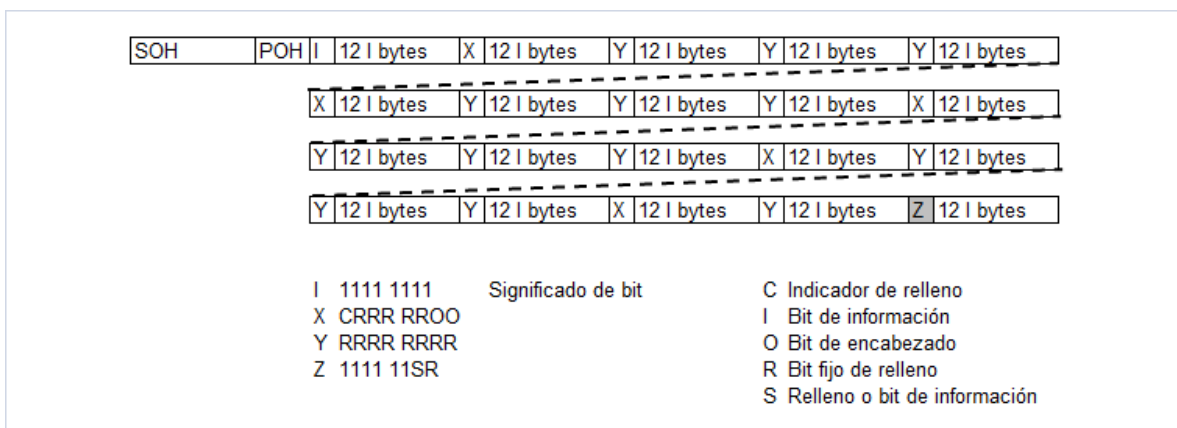 SOH POH I 12 I bytes X 12 I bytes Y 12 I bytes Y 12 I bytes Y 12 I bytes
X 12 I bytes Y 12 I bytes Y 12 I bytes Y 12 I bytes X 12 I bytes
Y 12 I bytes Y 12 I bytes Y 12 I bytes X 12 I bytes Y 12 I bytes
Y 12 I bytes Y 12 I bytes X 12 I bytes Y 12 I bytes Z 12 I bytes
I 1111 1111 Significado de bit C Indicador de relleno
X CRRR RROO I Bit de información
Y RRRR RRRR O Bit de encabezado
Z 1111 11SR R Bit fijo de relleno
S Relleno o bit de información